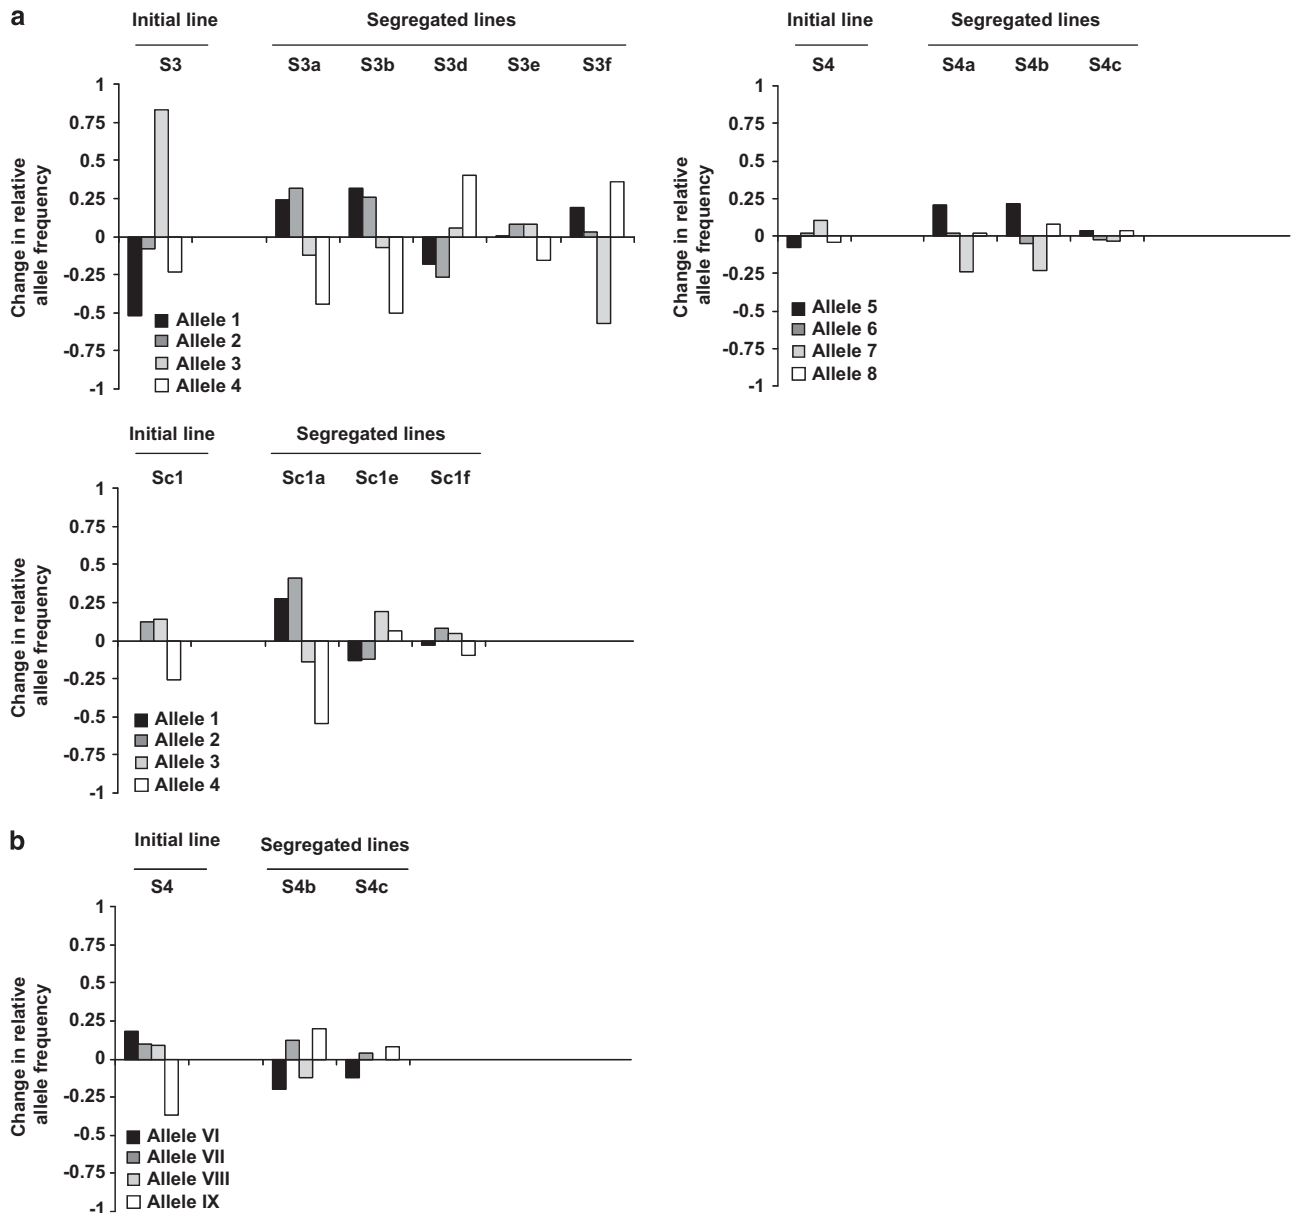 a
Initial line
Segregated lines
S3
S3a
S3b
S3d
S3e
S3f
1
0.75
0.5
0.25
0
-0.25
-0.5
-0.75
-1
Change in relative
allele frequency
Allele 1
Allele 2
Allele 3
Allele 4
Initial line
Segregated lines
S4
S4a
S4b
S4c
1
0.75
0.5
0.25
0
-0.25
-0.5
-0.75
-1
Change in relative
allele frequency
Allele 5
Allele 6
Allele 7
Allele 8
Initial line
Segregated lines
Sc1
Sc1a
Sc1e
Sc1f
1
0.75
0.5
0.25
0
-0.25
-0.5
-0.75
-1
Change in relative
allele frequency
Allele 1
Allele 2
Allele 3
Allele 4
b
Initial line
Segregated lines
S4
S4b
S4c
1
0.75
0.5
0.25
0
-0.25
-0.5
-0.75
-1
Change in relative
allele frequency
Allele VI
Allele VII
Allele VIII
Allele IX